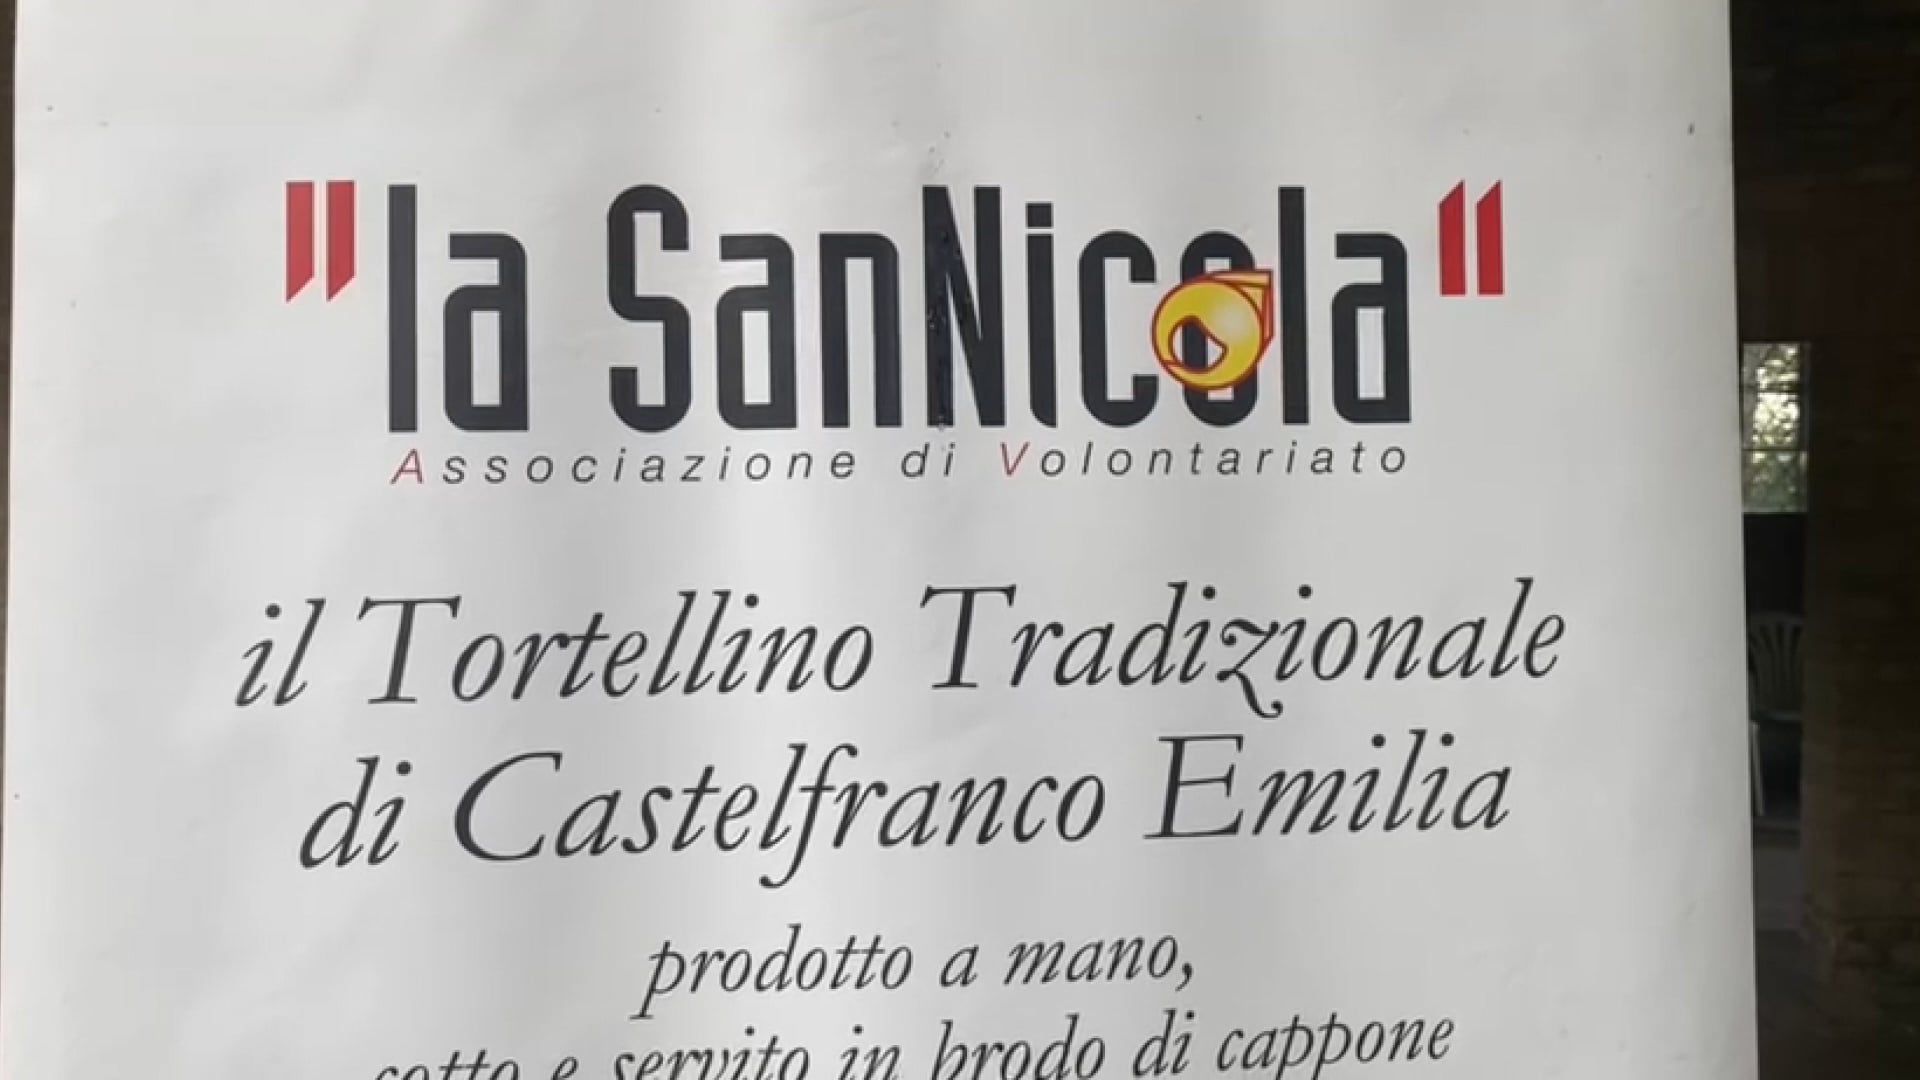 "la SanNicola"
Associazione di Volontariato
il Tortellino Tradizionale
di Castelfranco Emilia
prodotto a mano,
cotto e servito in brodo di cappone